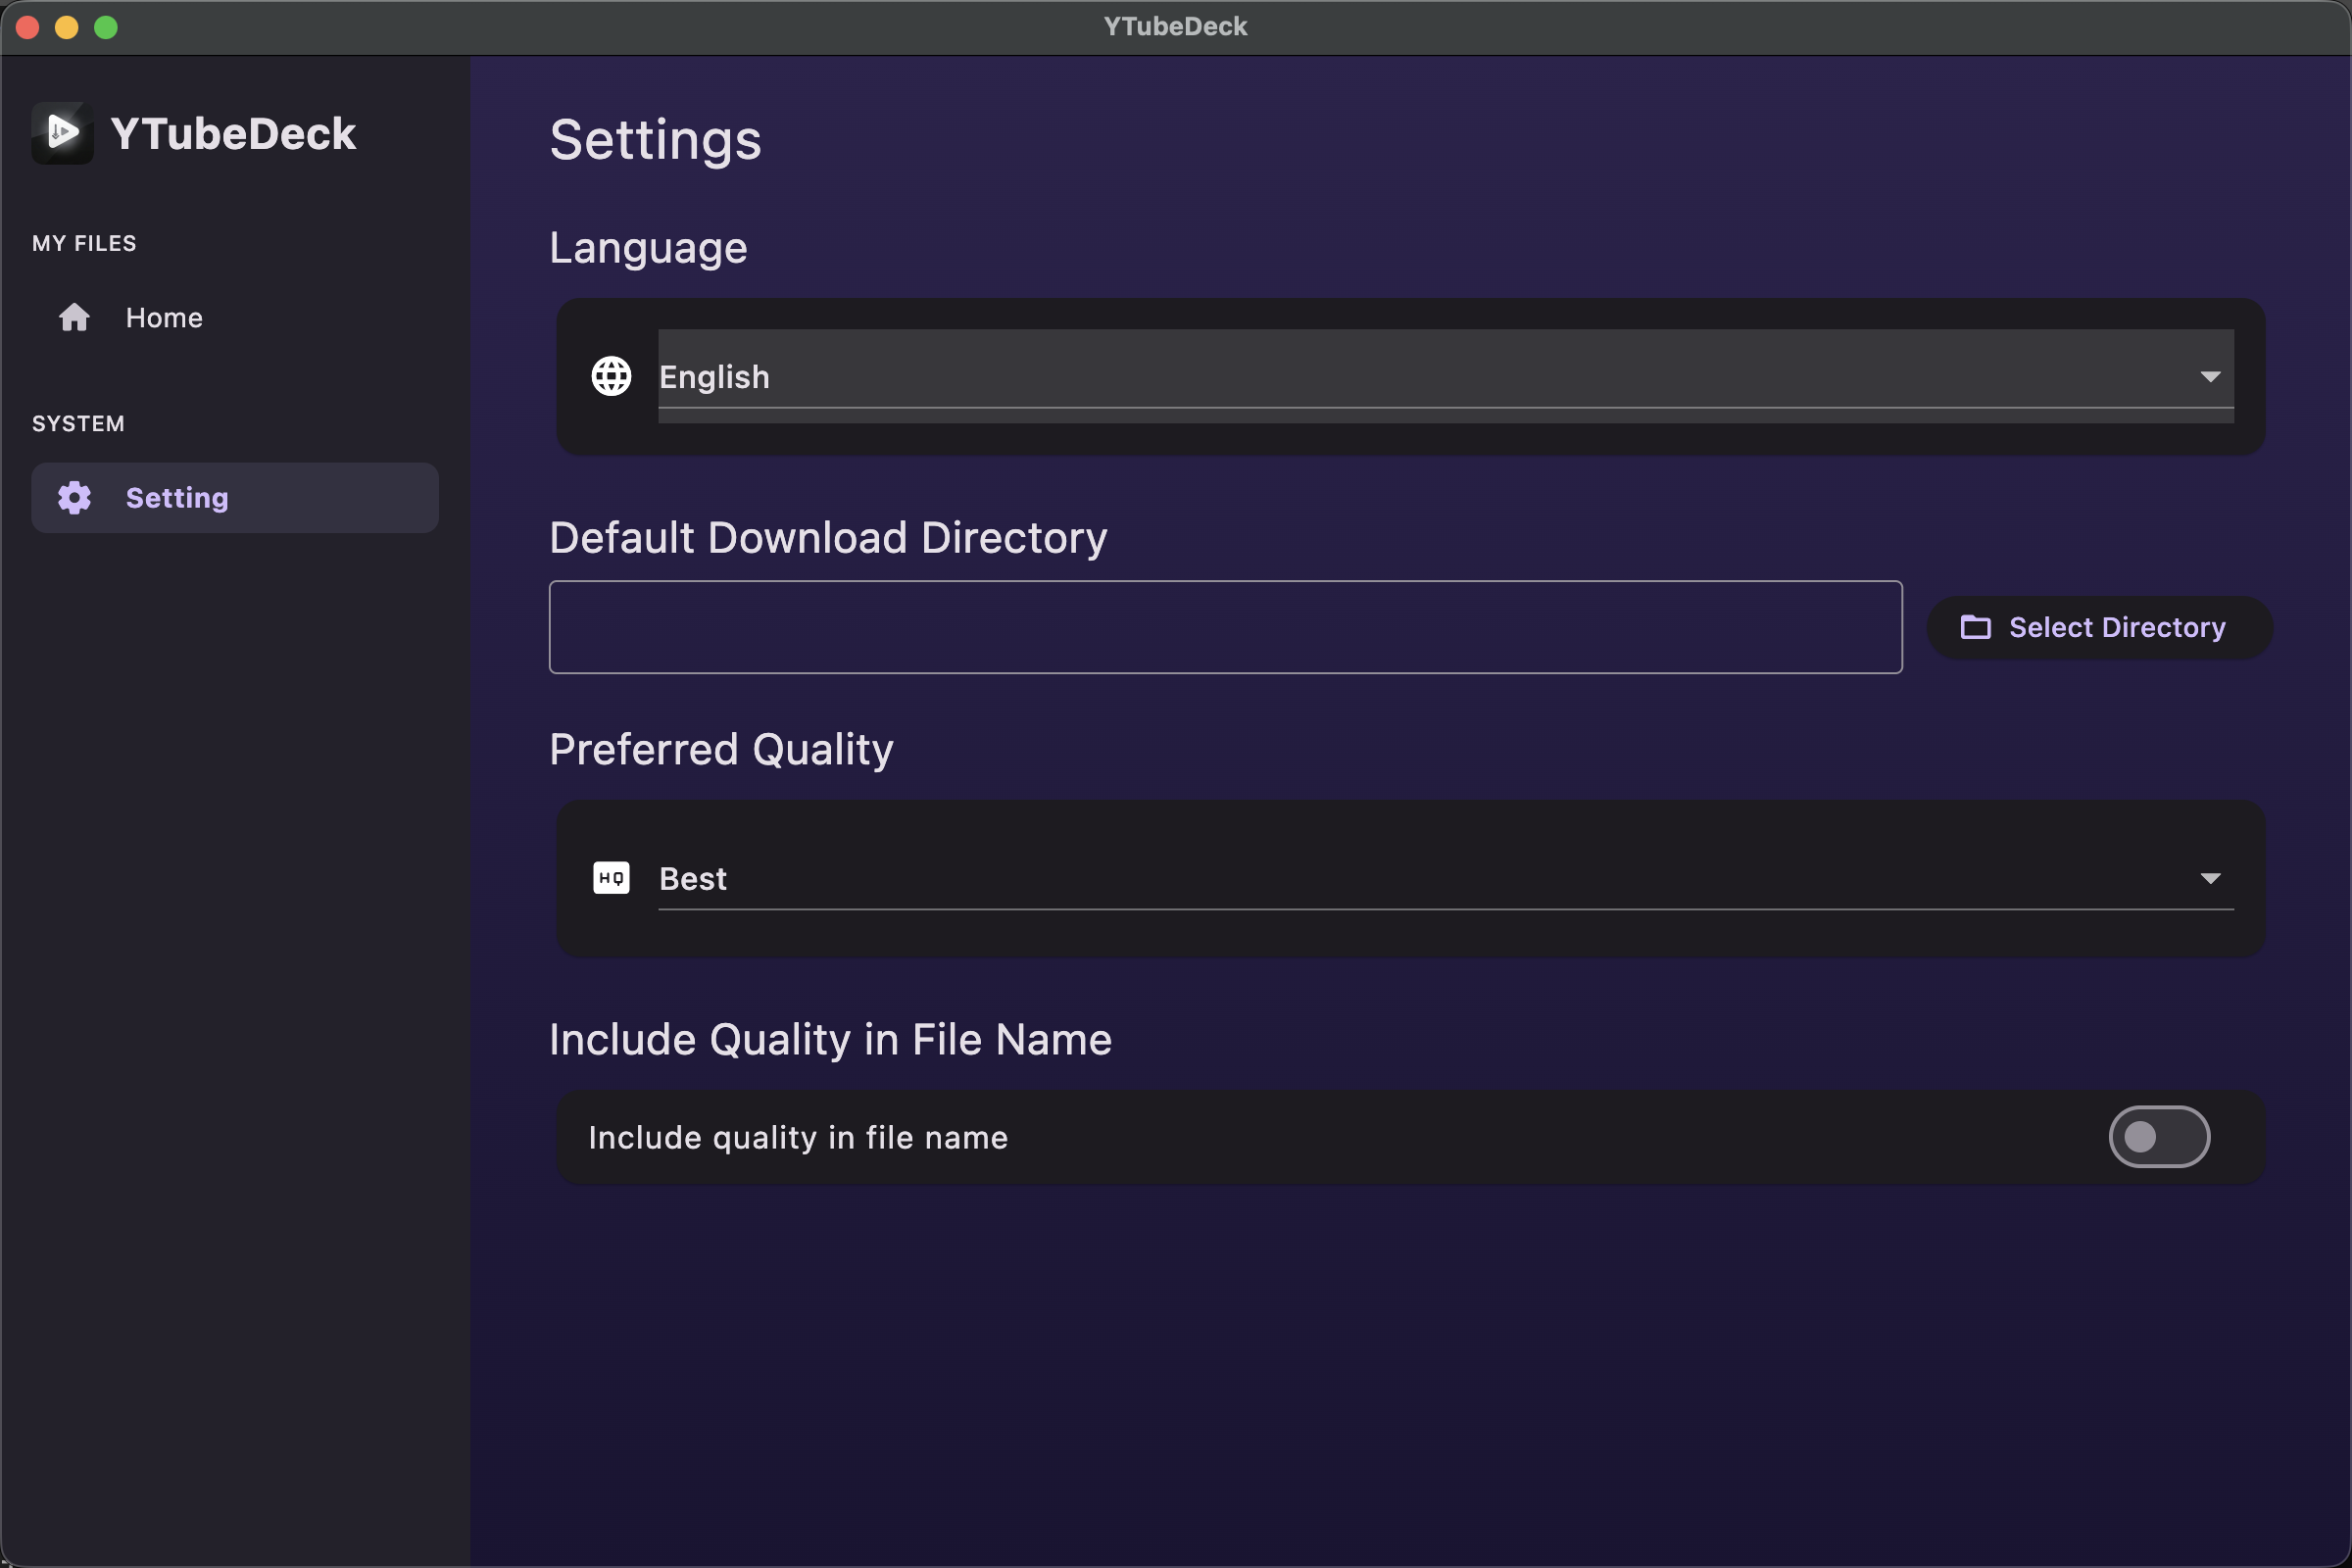 YTubeDeck
YTubeDeck
MY FILES
Home
SYSTEM
Setting
Settings
Language
English
Default Download Directory
Select Directory
Preferred Quality
HQ
Best
Include Quality in File Name
Include quality in file name